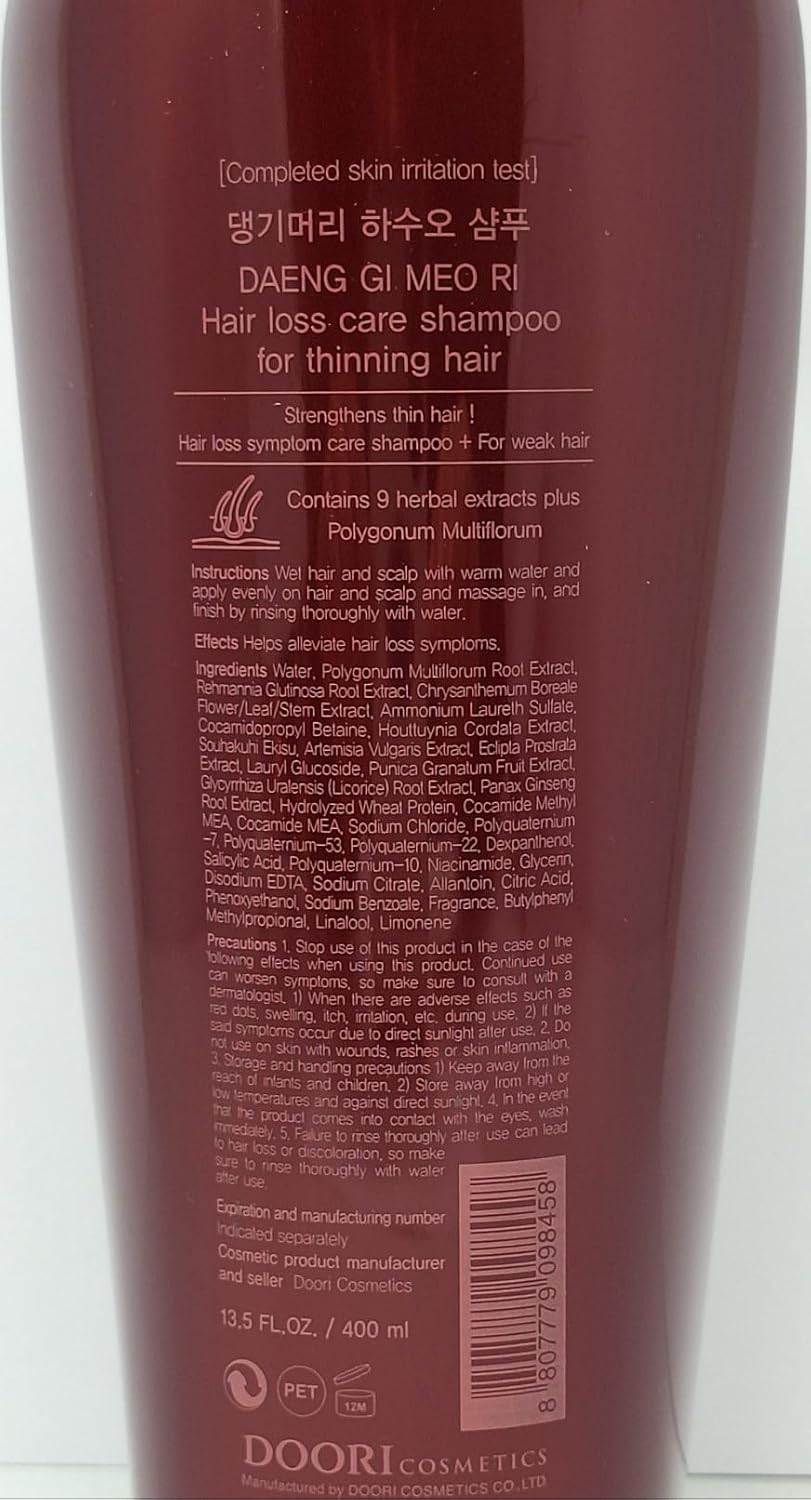 [Completed skin irritation test]
댕기머리 하수오 샴푸
DAENG GI MEO RI
Hair loss care shampoo
for thinning hair
Strengthens thin hair !
Hair loss symptom care shampoo + For weak hair
Contains 9 herbal extracts plus
Polygonum Multiflorum
Instructions Wet hair and scalp with warm water and
apply evenly on hair and scalp and massage in, and
finish by rinsing thoroughly with water.
Effects Helps alleviate hair loss symptoms.
Ingredients Water, Polygonum Multiflorum Root Extract,
Rehmannia Glutinosa Root Extract, Chrysanthemum Boreale
Flower/Leaf/Stem Extract, Ammonium Laureth Sulfate,
Cocamidopropyl Betaine, Houttuynia Cordata Extract,
Souhakuhi Ekisu, Artemisia Vulgaris Extract, Eclipta Prostrata
Extract, Lauryl Glucoside, Punica Granatum Fruit Extract,
Glycyrrhiza Uralensis (Licorice) Root Extract, Panax Ginseng
Root Extract, Hydrolyzed Wheat Protein, Cocamide Methyl
MEA, Cocamide MEA, Sodium Chloride, Polyquaternium
-7, Polyquaternium-53, Polyquaternium-22, Dexpanthenol,
Salicylic Acid, Polyquaternium-10, Niacinamide, Glycerin,
Disodium EDTA, Sodium Citrate, Allantoin, Citric Acid,
Phenoxyethanol, Sodium Benzoate, Fragrance, Butylphenyl
Methylpropional, Linalool, Limonene
Precautions 1. Stop use of this product in the case of the
following effects when using this product. Continued use
can worsen symptoms, so make sure to consult with a
dermatologist. 1) When there are adverse effects such as
red dots, swelling, itch, irritation, etc. during use. 2) If the
said symptoms occur due to direct sunlight after use. 2. Do
not use on skin with wounds, rashes or skin inflammation.
3. Storage and handling precautions 1) Keep away from the
reach of infants and children. 2) Store away from high or
low temperatures and against direct sunlight. 4. In the event
that the product comes into contact with the eyes, wash
immediately. 5. Failure to rinse thoroughly after use can lead
to hair loss or discoloration, so make
sure to rinse thoroughly with water
after use.
Expiration and manufacturing number
Indicated separately
Cosmetic product manufacturer
and seller Doori Cosmetics
13.5 FL.OZ. / 400 ml
8 807779 098458
PET
12M
DOORI COSMETICS
Manufactured by DOORI COSMETICS CO.,LTD.